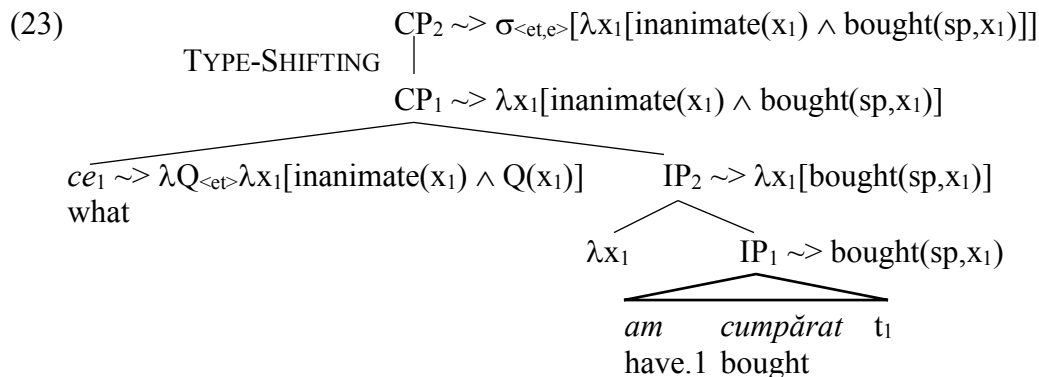 (23) CP₂ ~> σ<et,e>[λx₁[inanimate(x₁) ∧ bought(sp,x₁)]]
TYPE-SHIFTING
CP₁ ~> λx₁[inanimate(x₁) ∧ bought(sp,x₁)]
ce₁ ~> λQ<et>λx₁[inanimate(x₁) ∧ Q(x₁)] IP₂ ~> λx₁[bought(sp,x₁)]
what
λx₁ IP₁ ~> bought(sp,x₁)
am cumpărat t₁
have.1 bought